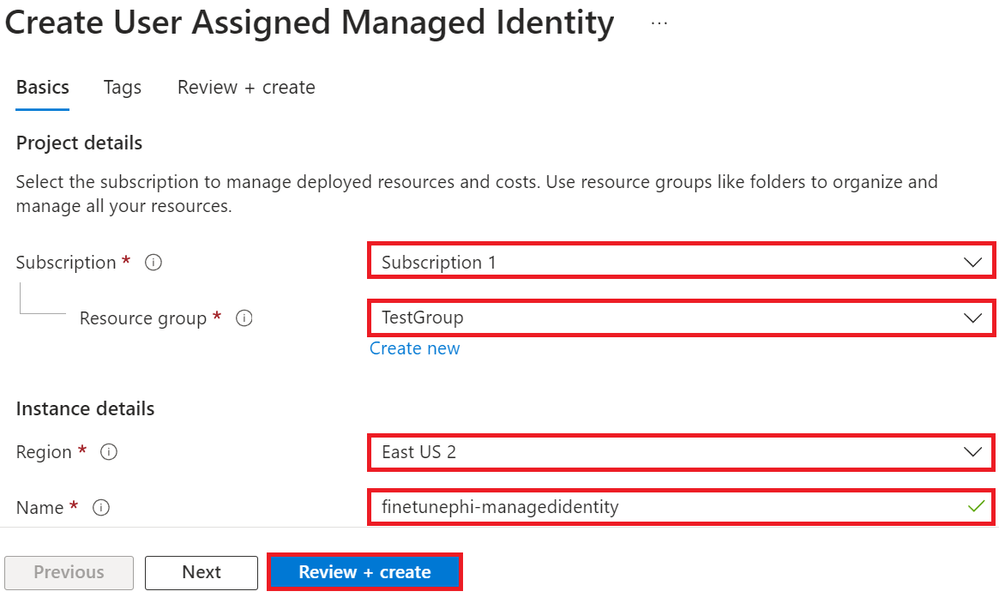 Create User Assigned Managed Identity ...
Basics Tags Review + create
Project details
Select the subscription to manage deployed resources and costs. Use resource groups like folders to organize and
manage all your resources.
Subscription * Subscription 1
Resource group * TestGroup
Create new
Instance details
Region * East US 2
Name * finetunephi-managedidentity
Previous Next Review + create